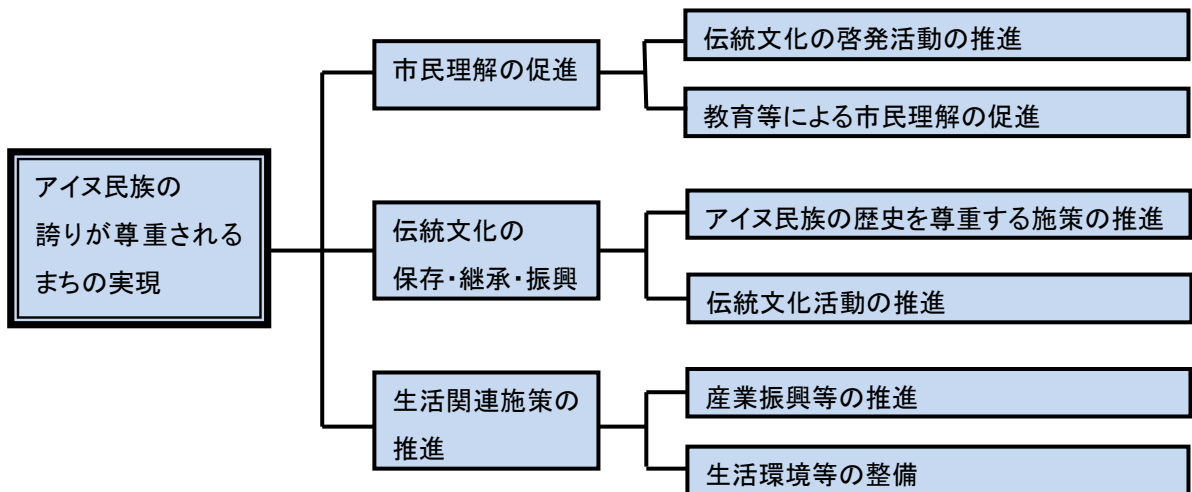 アイヌ民族の
誇りが尊重される
まちの実現
市民理解の促進
伝統文化の啓発活動の推進
教育等による市民理解の促進
伝統文化の
保存・継承・振興
アイヌ民族の歴史を尊重する施策の推進
伝統文化活動の推進
生活関連施策の
推進
産業振興等の推進
生活環境等の整備